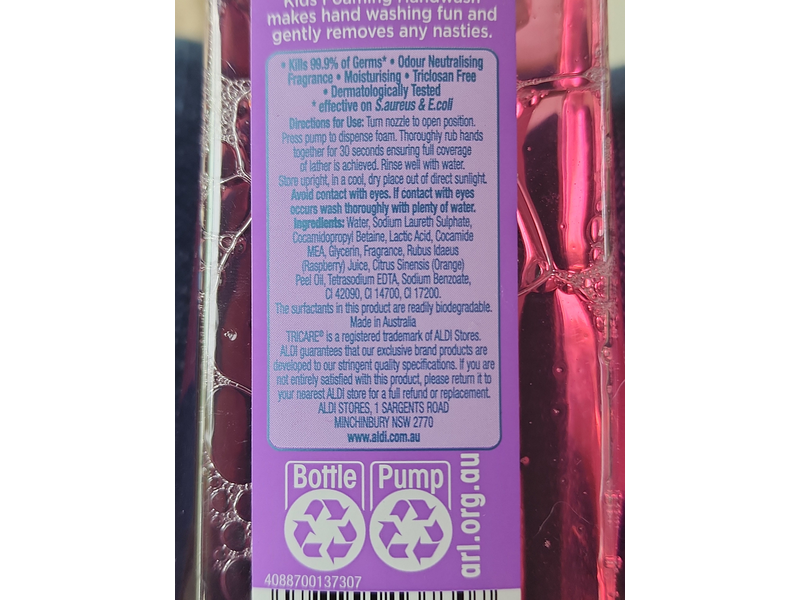 Kids Foaming Handwash
makes hand washing fun and
gently removes any nasties.
• Kills 99.9% of Germs* • Odour Neutralising
Fragrance • Moisturising • Triclosan Free
• Dermatologically Tested
* effective on S.aureus & E.coli
Directions for Use: Turn nozzle to open position.
Press pump to dispense foam. Thoroughly rub hands
together for 30 seconds ensuring full coverage
of lather is achieved. Rinse well with water.
Store upright, in a cool, dry place out of direct sunlight.
Avoid contact with eyes. If contact with eyes
occurs wash thoroughly with plenty of water.
Ingredients: Water, Sodium Laureth Sulphate,
Cocamidopropyl Betaine, Lactic Acid, Cocamide
MEA, Glycerin, Fragrance, Rubus Idaeus
(Raspberry) Juice, Citrus Sinensis (Orange)
Peel Oil, Tetrasodium EDTA, Sodium Benzoate,
CI 42090, CI 14700, CI 17200.
The surfactants in this product are readily biodegradable.
Made in Australia
TRICARE® is a registered trademark of ALDI Stores.
ALDI guarantees that our exclusive brand products are
developed to our stringent quality specifications. If you are
not entirely satisfied with this product, please return it to
your nearest ALDI store for a full refund or replacement.
ALDI STORES, 1 SARGENTS ROAD
MINCHINBURY NSW 2770
www.aldi.com.au
Bottle Pump
arl.org.au
4088700137307